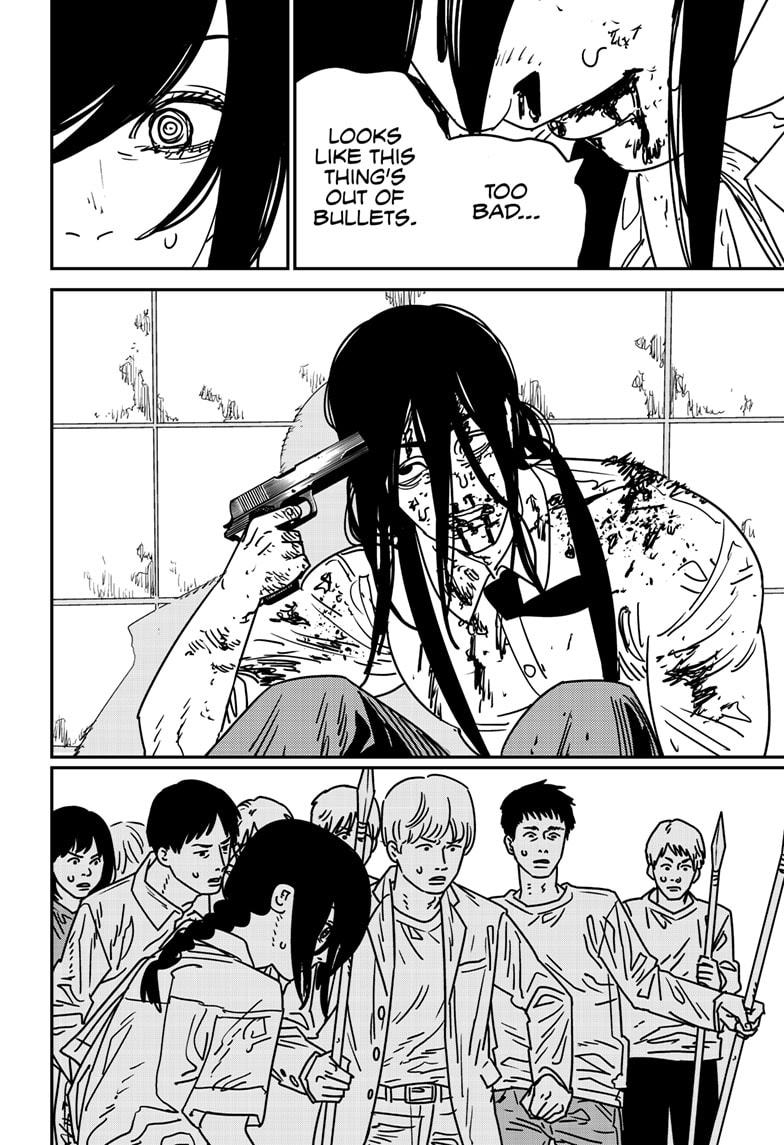 TOO
BAD...
LOOKS
LIKE THIS
THING'S
OUT OF
BULLETS.